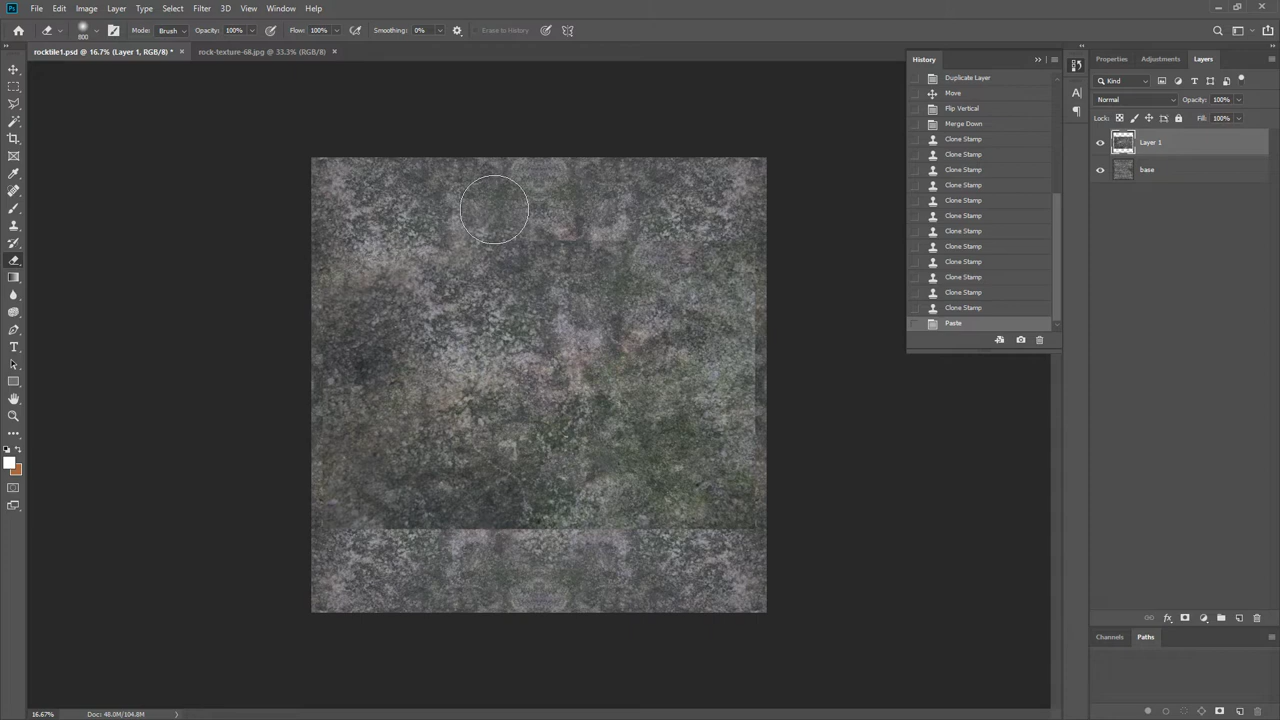 Ps File Edit Image Layer Type Select Filter 3D View Window Help
800 Mode: Brush Opacity: 100% Flow: 100% Smoothing: 0% Erase to History
rocktile1.psd @ 16.7% (Layer 1, RGB/8) * × rock-texture-68.jpg @ 33.3% (RGB/8) ×
History
Duplicate Layer
Move
Flip Vertical
Merge Down
Clone Stamp
Clone Stamp
Clone Stamp
Clone Stamp
Clone Stamp
Clone Stamp
Clone Stamp
Clone Stamp
Clone Stamp
Clone Stamp
Clone Stamp
Clone Stamp
Paste
Properties Adjustments Layers
Kind
Normal Opacity: 100%
Lock: Fill: 100%
Layer 1
base
Channels Paths
16.67% Doc: 48.0M/104.8M